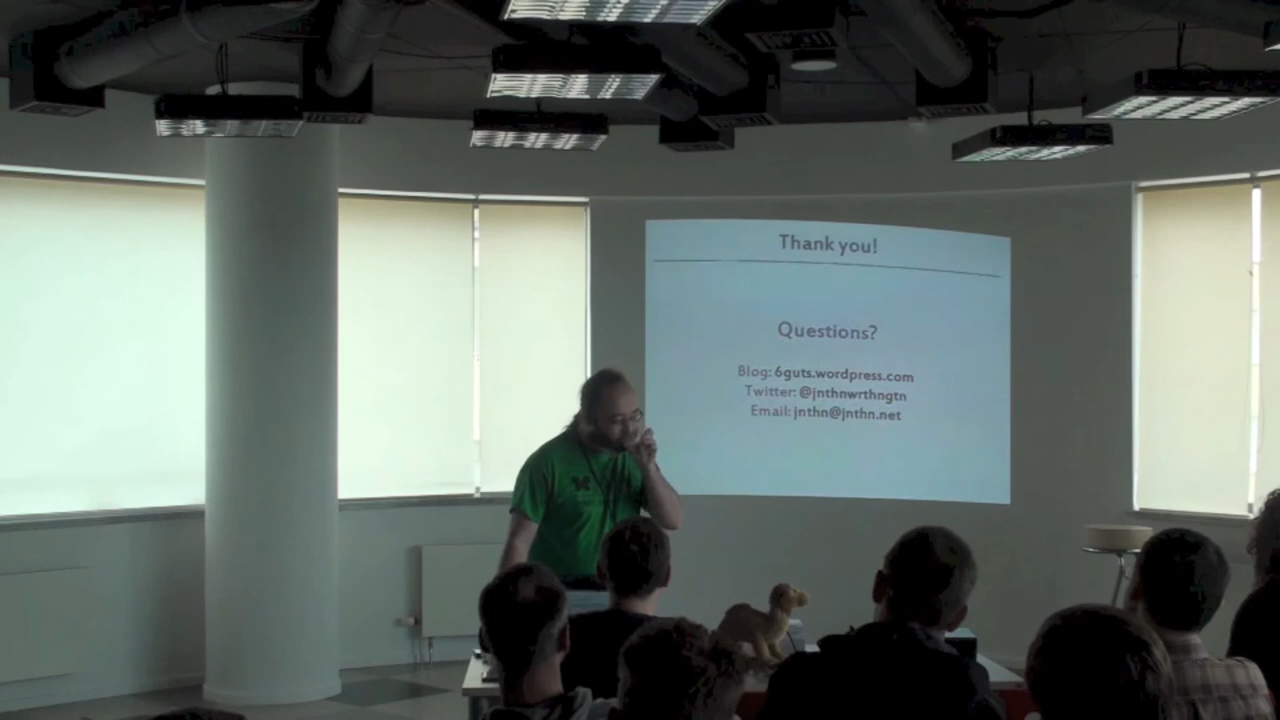 Thank you!
Questions?
Blog: 6guts.wordpress.com
Twitter: @jnthnwrthngtn
Email: jnthn@jnthn.net